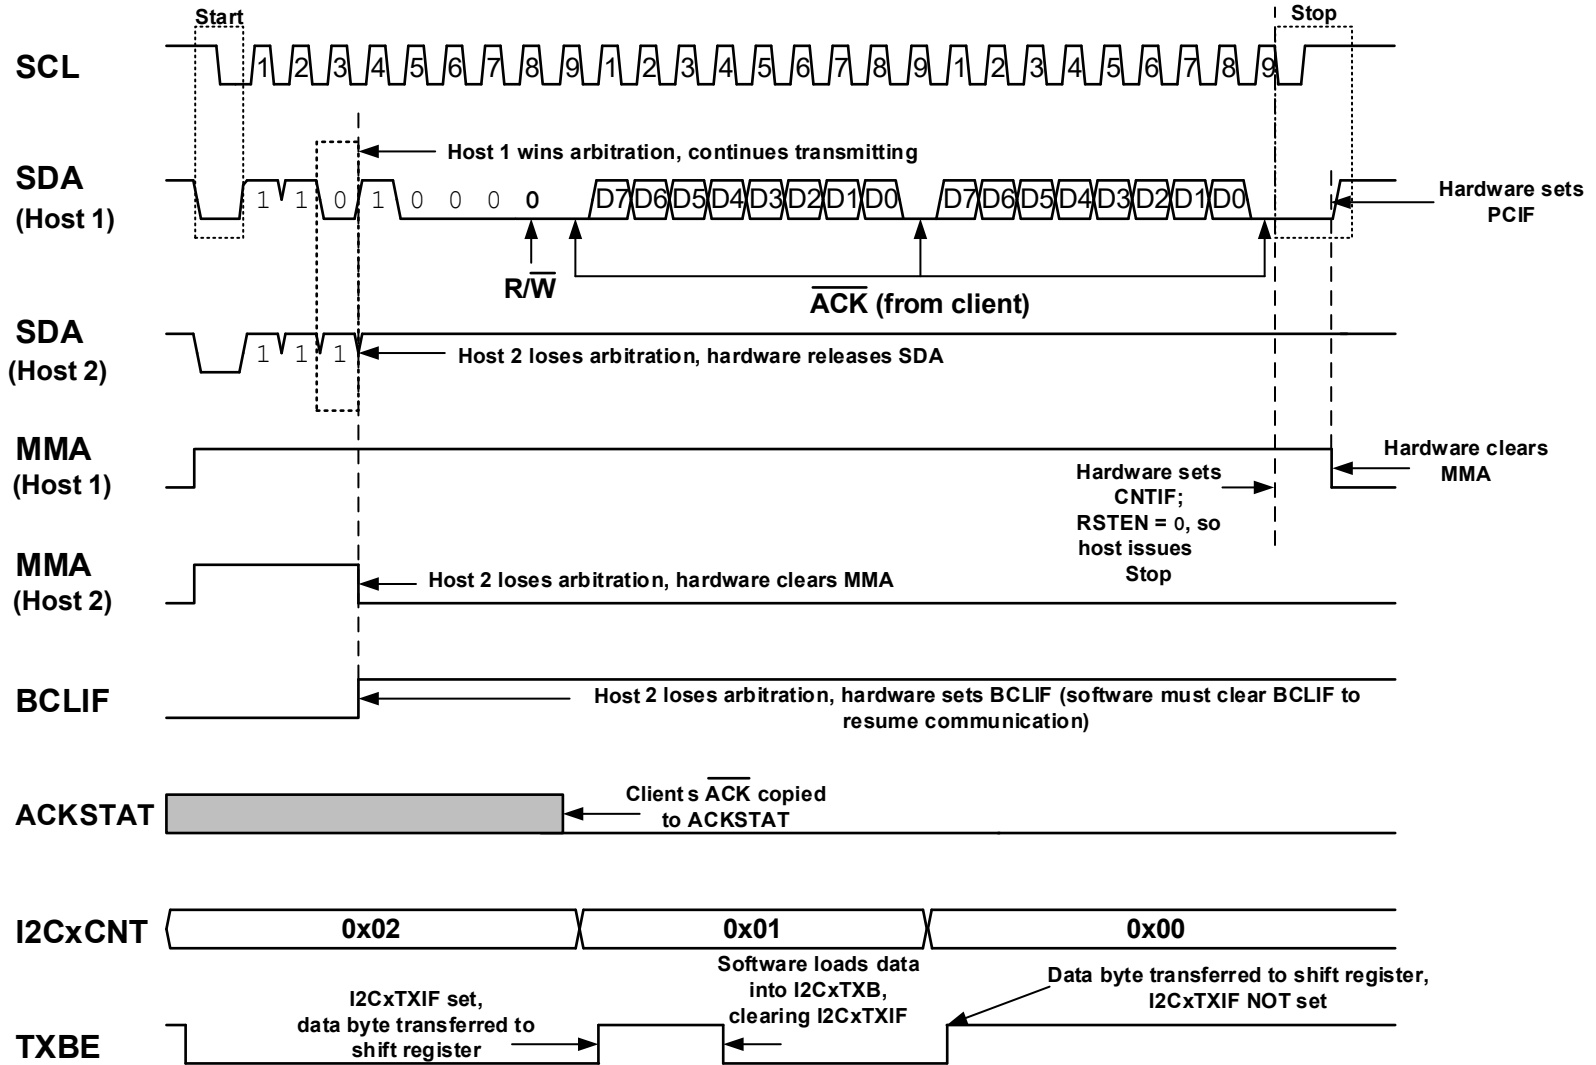 Start
Stop
SCL
1 2 3 4 5 6 7 8 9 1 2 3 4 5 6 7 8 9 1 2 3 4 5 6 7 8 9
Host 1 wins arbitration, continues transmitting
SDA
(Host 1)
1 1 0 1 0 0 0 0
D7 D6 D5 D4 D3 D2 D1 D0
D7 D6 D5 D4 D3 D2 D1 D0
Hardware sets
PCIF
R/W
ACK (from client)
SDA
(Host 2)
1 1 1
Host 2 loses arbitration, hardware releases SDA
MMA
(Host 1)
Hardware clears
MMA
Hardware sets
CNTIF;
RSTEN = 0, so
host issues
Stop
MMA
(Host 2)
Host 2 loses arbitration, hardware clears MMA
BCLIF
Host 2 loses arbitration, hardware sets BCLIF (software must clear BCLIF to
resume communication)
ACKSTAT
Client s ACK copied
to ACKSTAT
I2CxCNT
0x02
0x01
0x00
Software loads data
into I2CxTXB,
clearing I2CxTXIF
Data byte transferred to shift register,
I2CxTXIF NOT set
I2CxTXIF set,
data byte transferred to
shift register
TXBE